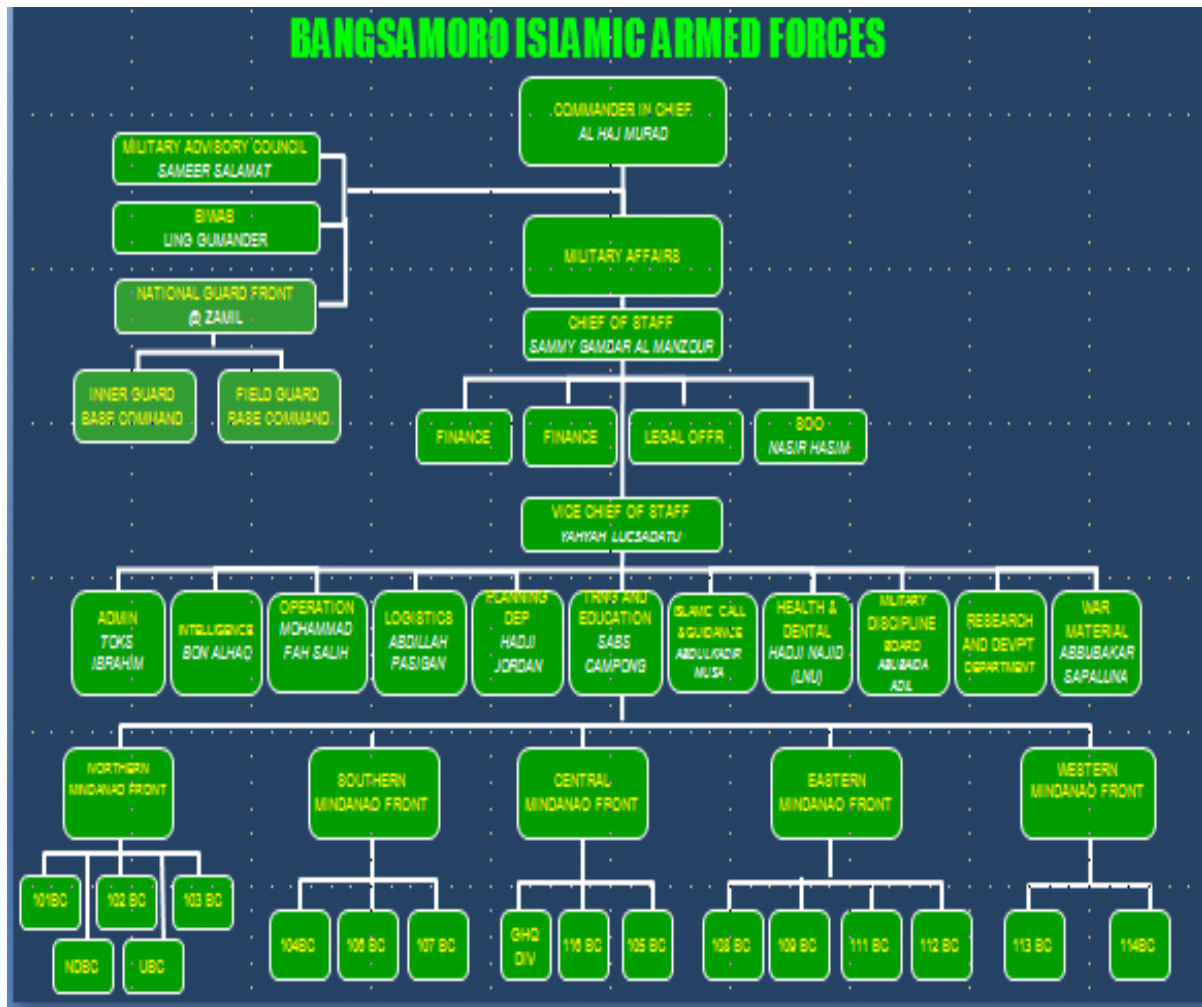 BANGSAMORO ISLAMIC ARMED FORCES
COMMANDER IN CHIEF
AL HAJ MURAD
MILITARY ADVISORY COUNCIL
SAMEER SALAMAT
BIWAB
LING GUMANDER
NATIONAL GUARD FRONT
@ ZAMIL
INNER GUARD
BASE COMMAND
FIELD GUARD
BASE COMMAND
MILITARY AFFAIRS
CHIEF OF STAFF
SAMMY GAMBAR AL MANZOUR
FINANCE
FINANCE
LEGAL OFFR
SOO
NASIR HASIM
VICE CHIEF OF STAFF
YAHYAH LUCSADATU
ADMIN
TOKS
IBRAHIM
INTELLIGENCE
BON ALHAQ
OPERATION
MOHAMMAD
FAH SALIH
LOGISTICS
ABDILLAH
PASIGAN
PLANNING
DEP
HADJI
JORDAN
TRNG AND
EDUCATION
SABS
CAMPONG
ISLAMIC CALL
& GUIDANCE
ABDULKADIR
MUSA
HEALTH &
DENTAL
HADJI NAJID
(LNU)
MILITARY
DISCIPLINE
BOARD
ABUBAIDA
ADIL
RESEARCH
AND DEVPT
DEPARTMENT
WAR
MATERIAL
ABBUBAKAR
SAPALUNA
NORTHERN
MINDANAO FRONT
SOUTHERN
MINDANAO FRONT
CENTRAL
MINDANAO FRONT
EASTERN
MINDANAO FRONT
WESTERN
MINDANAO FRONT
101BC
102 BC
103 BC
NDBC
UBC
104BC
106 BC
107 BC
GHQ
DIV
116 BC
105 BC
108 BC
109 BC
111 BC
112 BC
113 BC
114BC